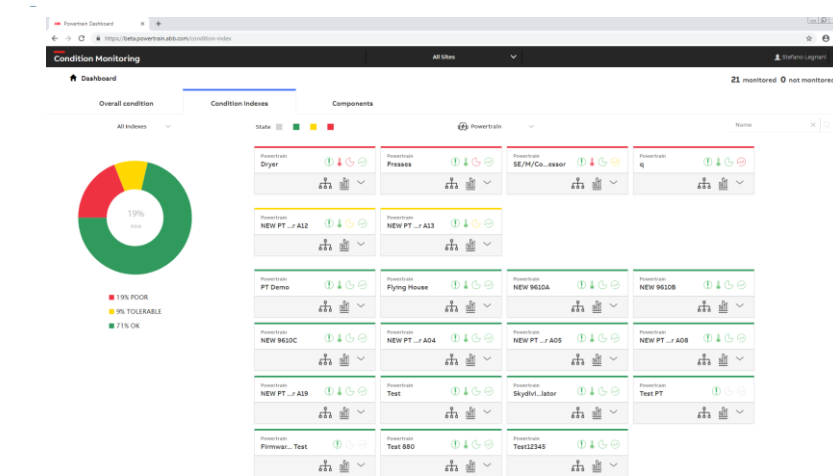 Powertrain Dashboard
https://beta.powertrain.abb.com/condition-index
Condition Monitoring
All Sites
Stefano Legnani
Dashboard
21 monitored 0 not monitored
Overall condition
Condition Indexes
Components
All Indexes
State
Powertrain
Name
Powertrain
Dryer
Powertrain
Presses
Powertrain
SE/M/Co...essor
Powertrain
q
19%
Powertrain
NEW PT ...r A12
Powertrain
NEW PT ...r A13
19% POOR
9% TOLERABLE
71% OK
Powertrain
PT Demo
Powertrain
Flying House
Powertrain
NEW 9610A
Powertrain
NEW 9610B
Powertrain
NEW 9610C
Powertrain
NEW PT ...r A04
Powertrain
NEW PT ...r A05
Powertrain
NEW PT ...r A08
Powertrain
NEW PT ...r A19
Powertrain
Test
Powertrain
Skydivi...lator
Powertrain
Test PT
Powertrain
Firmwar... Test
Powertrain
Test 880
Powertrain
Test12345